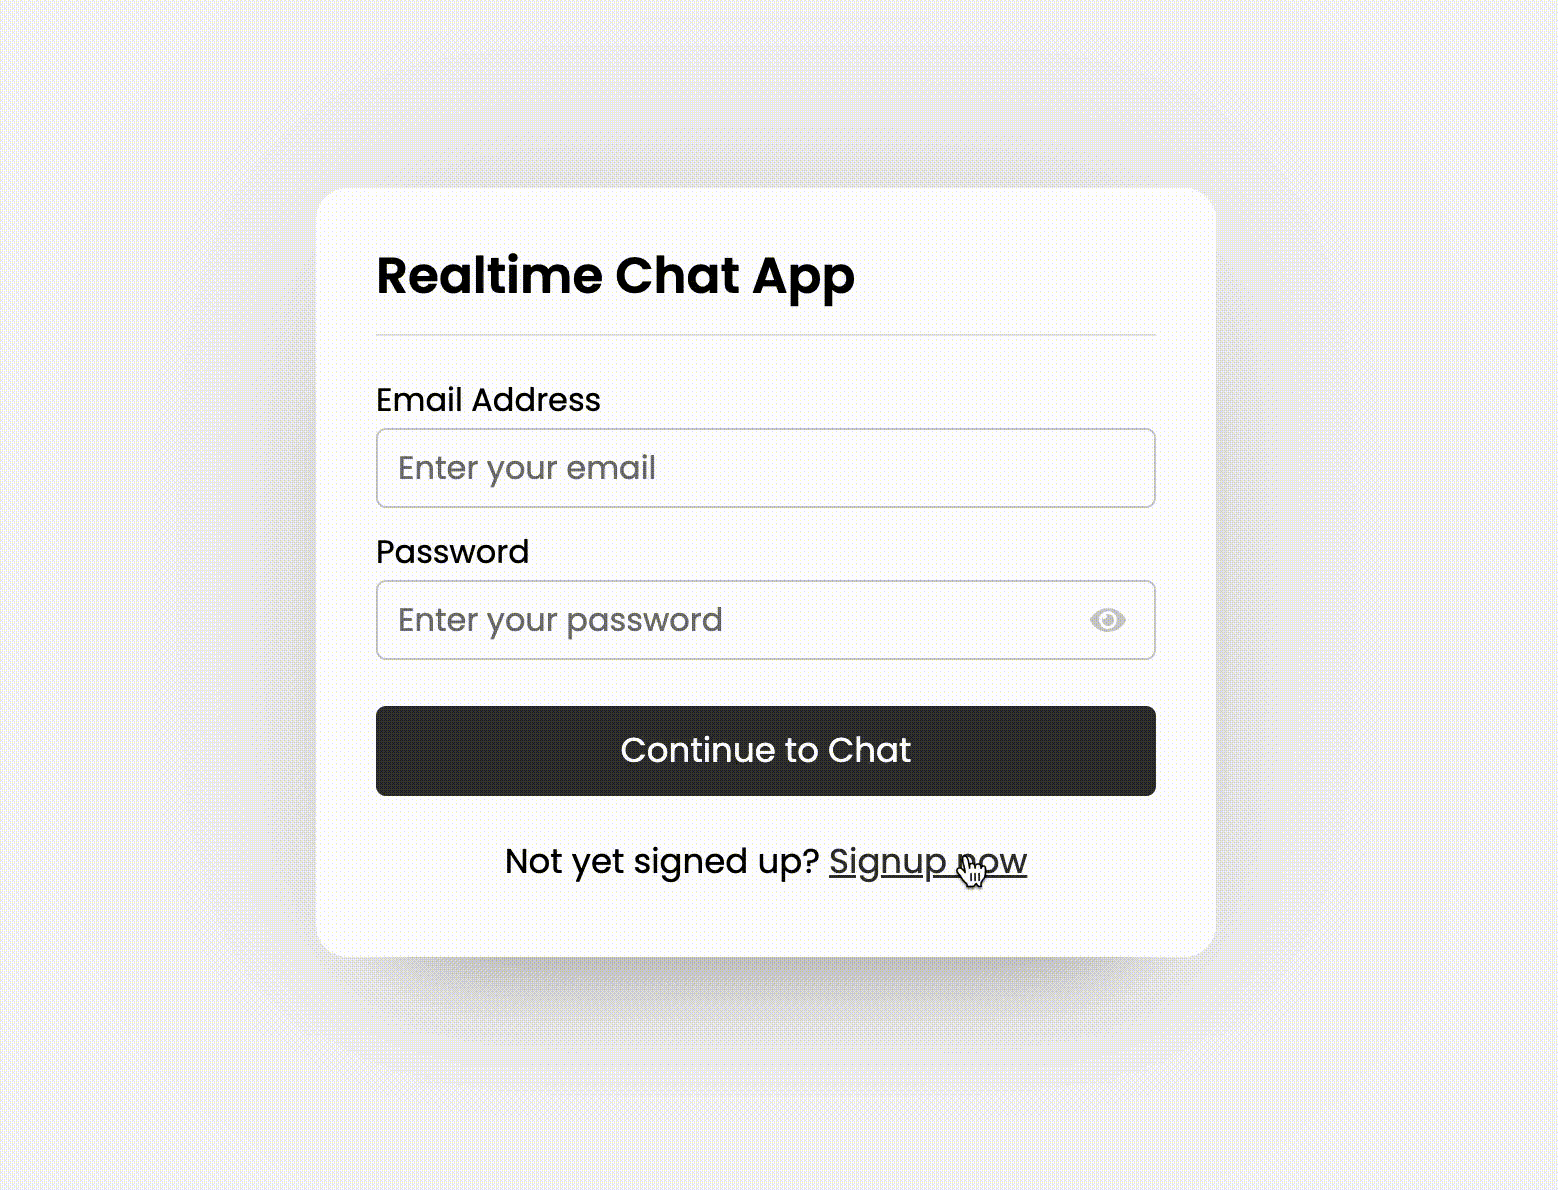 Realtime Chat App
Email Address
Enter your email
Password
Enter your password
Continue to Chat
Not yet signed up? Signup now